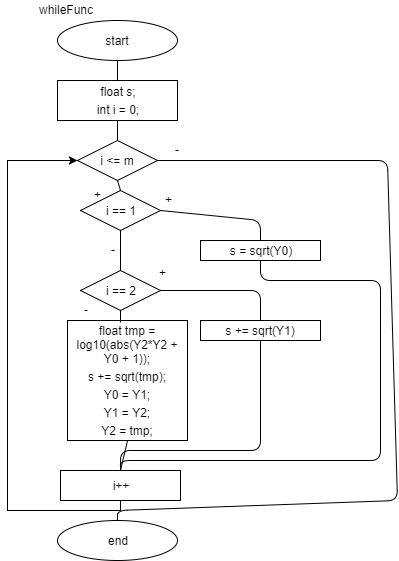 whileFunc
start
float s;
int i = 0;
i <= m
-
+
i == 1
+
-
s = sqrt(Y0)
i == 2
+
-
float tmp =
log10(abs(Y2*Y2 +
Y0 + 1));
s += sqrt(tmp);
Y0 = Y1;
Y1 = Y2;
Y2 = tmp;
s += sqrt(Y1)
i++
end